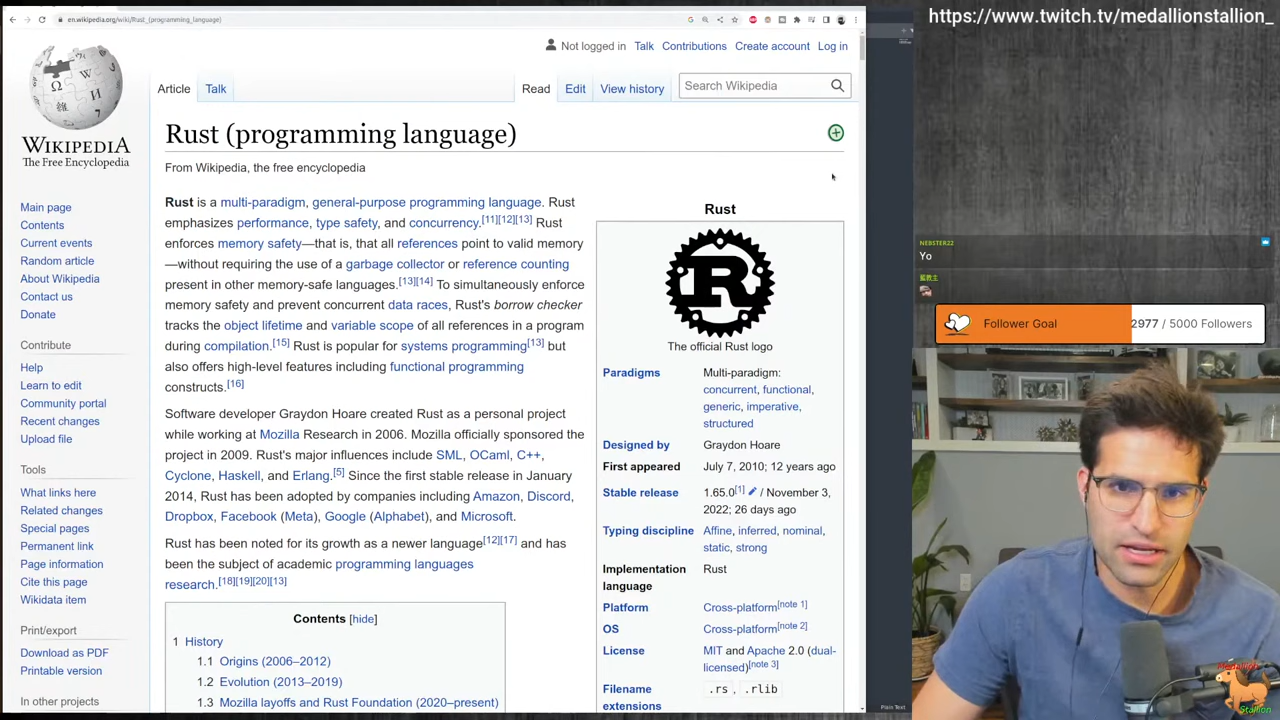 https://www.twitch.tv/medallionstallion_
en.wikipedia.org/wiki/Rust_(programming_language)
Not logged in Talk Contributions Create account Log in
Article Talk Read Edit View history Search Wikipedia
WIKIPEDIA
The Free Encyclopedia
Main page
Contents
Current events
Random article
About Wikipedia
Contact us
Donate
Contribute
Help
Learn to edit
Community portal
Recent changes
Upload file
Tools
What links here
Related changes
Special pages
Permanent link
Page information
Cite this page
Wikidata item
Print/export
Download as PDF
Printable version
In other projects
Rust (programming language)
From Wikipedia, the free encyclopedia
Rust is a multi-paradigm, general-purpose programming language. Rust
emphasizes performance, type safety, and concurrency.[11][12][13] Rust
enforces memory safety—that is, that all references point to valid memory
—without requiring the use of a garbage collector or reference counting
present in other memory-safe languages.[13][14] To simultaneously enforce
memory safety and prevent concurrent data races, Rust's borrow checker
tracks the object lifetime and variable scope of all references in a program
during compilation.[15] Rust is popular for systems programming[13] but
also offers high-level features including functional programming
constructs.[16]
Software developer Graydon Hoare created Rust as a personal project
while working at Mozilla Research in 2006. Mozilla officially sponsored the
project in 2009. Rust's major influences include SML, OCaml, C++,
Cyclone, Haskell, and Erlang.[5] Since the first stable release in January
2014, Rust has been adopted by companies including Amazon, Discord,
Dropbox, Facebook (Meta), Google (Alphabet), and Microsoft.
Rust has been noted for its growth as a newer language[12][17] and has
been the subject of academic programming languages
research.[18][19][20][13]
Contents [hide]
1 History
1.1 Origins (2006–2012)
1.2 Evolution (2013–2019)
1.3 Mozilla layoffs and Rust Foundation (2020–present)
Rust
R
The official Rust logo
Paradigms Multi-paradigm:
concurrent, functional,
generic, imperative,
structured
Designed by Graydon Hoare
First appeared July 7, 2010; 12 years ago
Stable release 1.65.0[1] / November 3,
2022; 26 days ago
Typing discipline Affine, inferred, nominal,
static, strong
Implementation Rust
language
Platform Cross-platform[note 1]
OS Cross-platform[note 2]
License MIT and Apache 2.0 (dual-
licensed)[note 3]
Filename .rs, .rlib
extensions
Plain Text
NEBSTER22
Yo
Follower Goal 2977 / 5000 Followers
Medallion
Stallion